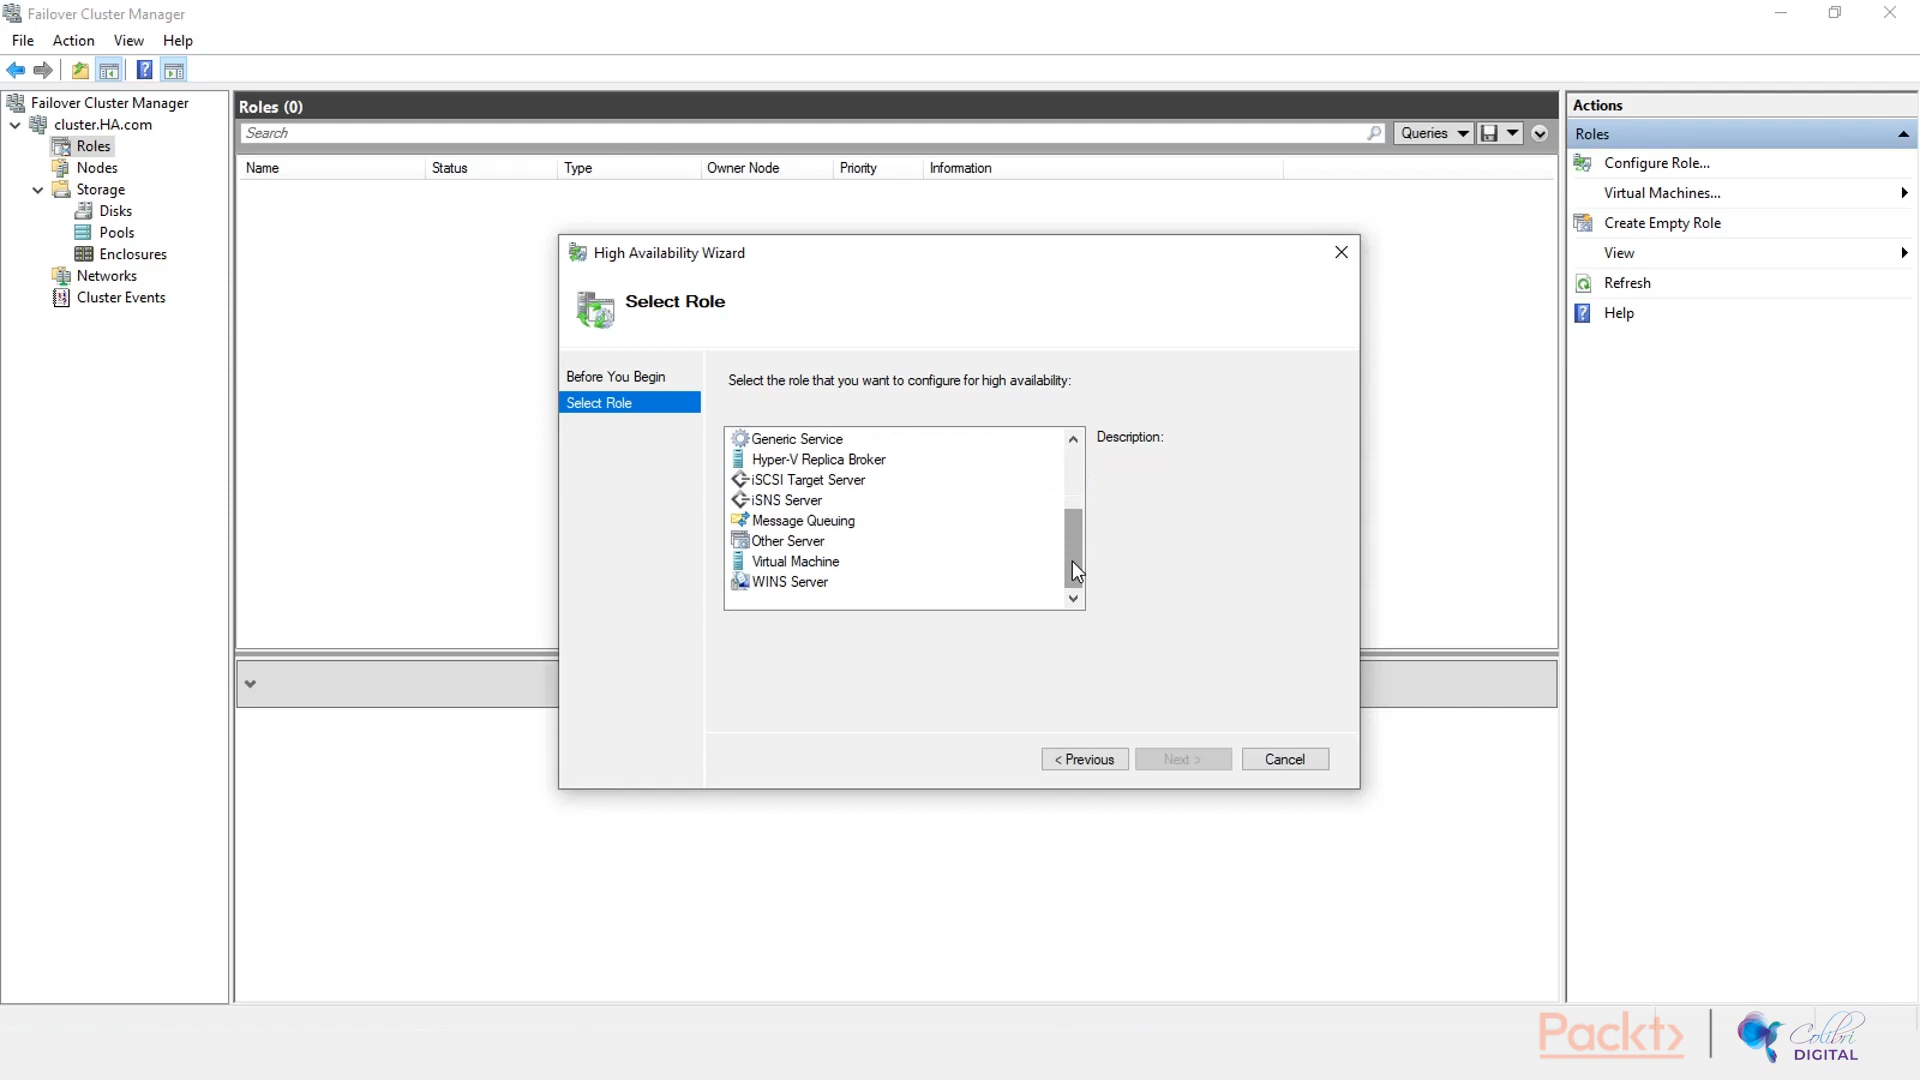 Failover Cluster Manager
File Action View Help
Failover Cluster Manager
cluster.HA.com
Roles
Nodes
Storage
Disks
Pools
Enclosures
Networks
Cluster Events
Roles (0)
Search
Queries
Name Status Type Owner Node Priority Information
High Availability Wizard
Select Role
Before You Begin
Select Role
Select the role that you want to configure for high availability:
Generic Service
Hyper-V Replica Broker
iSCSI Target Server
iSNS Server
Message Queuing
Other Server
Virtual Machine
WINS Server
Description:
< Previous
Next >
Cancel
Actions
Roles
Configure Role...
Virtual Machines...
Create Empty Role
View
Refresh
Help
Packt>
Colibri
DIGITAL